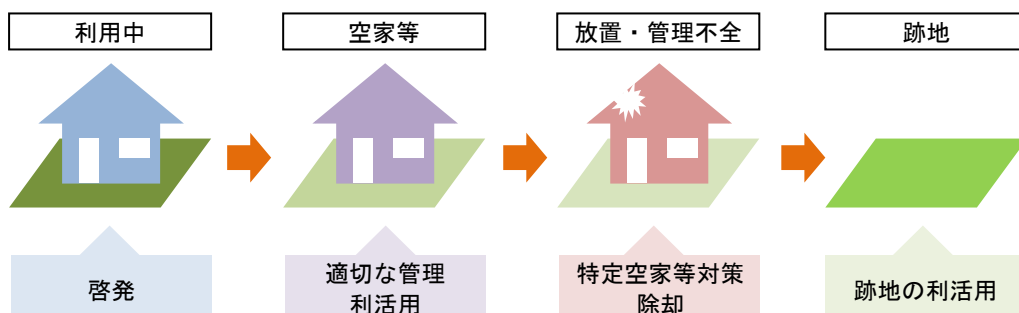 利用中
空家等
放置・管理不全
跡地
啓発
適切な管理
利活用
特定空家等対策
除却
跡地の利活用